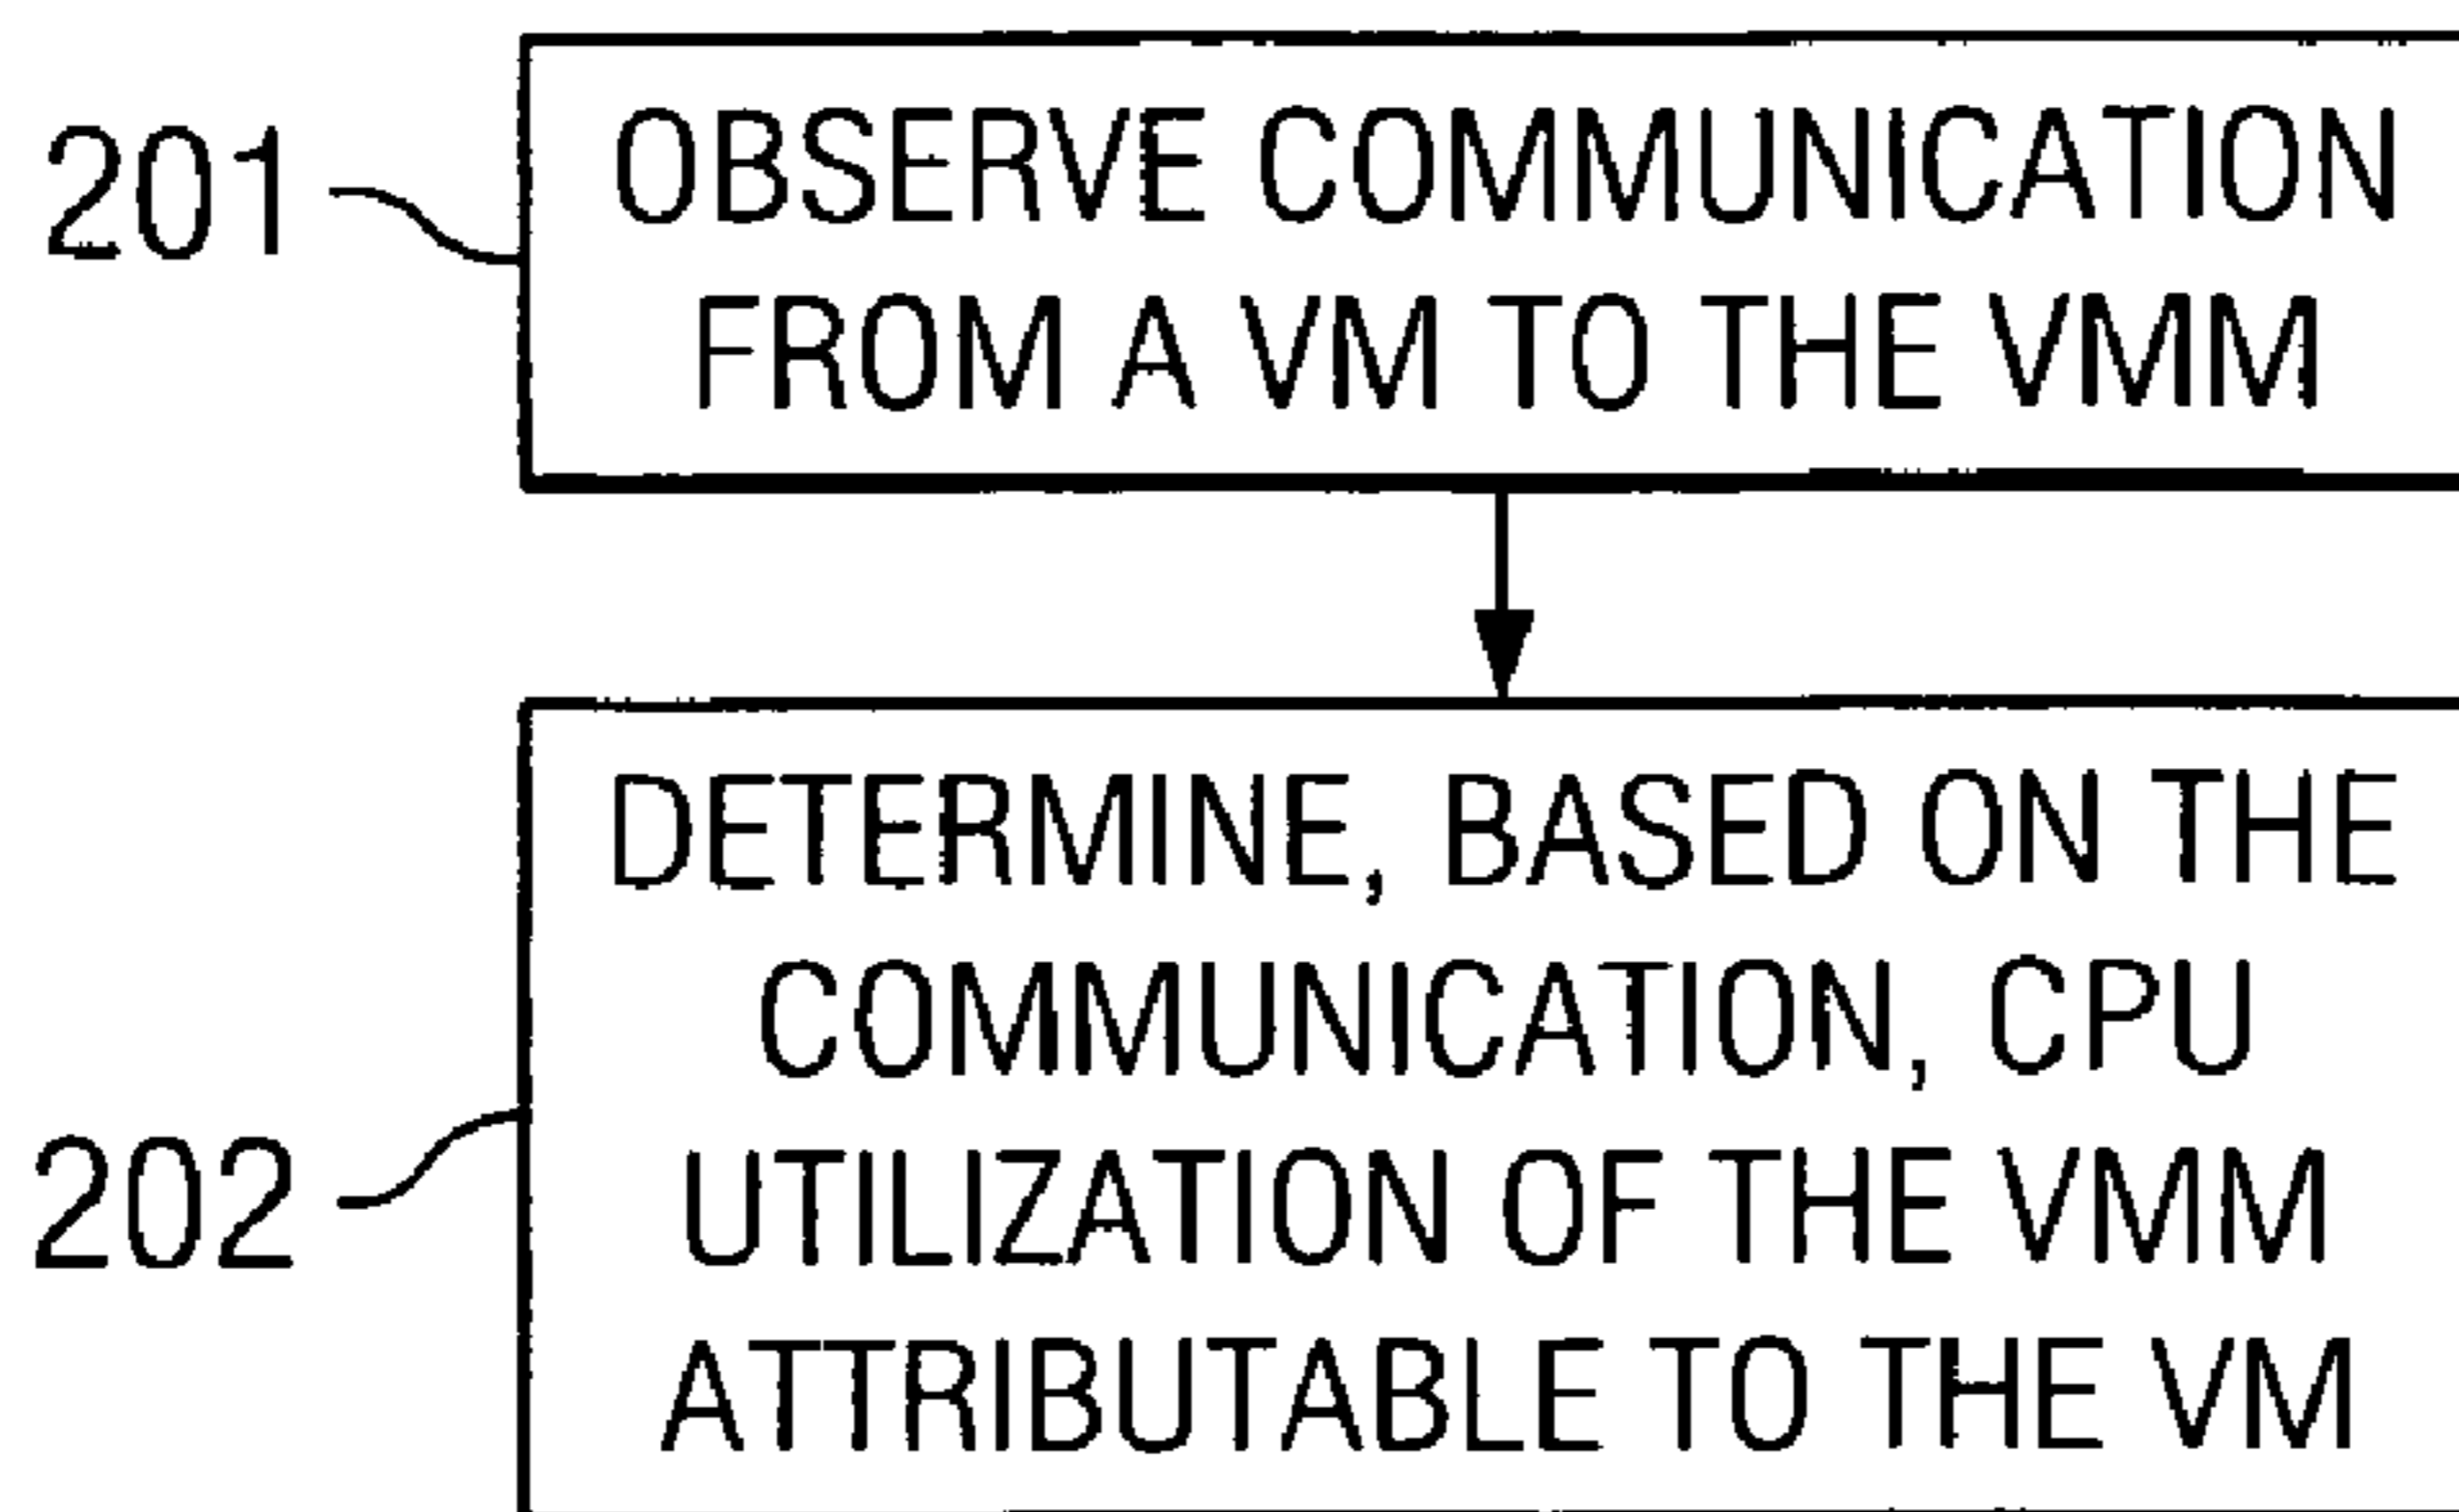 201
OBSERVE COMMUNICATION
FROM A VM TO THE VMM
DETERMINE, BASED ON THE
COMMUNICATION, CPU
202
UTILIZATION OF THE VMM
ATTRIBUTABLE TO THE VM